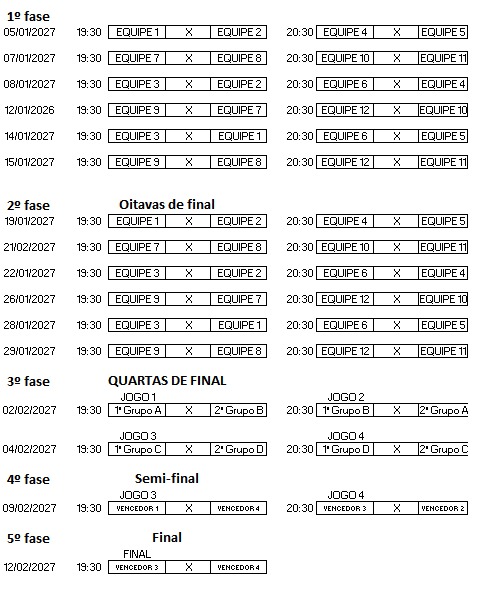 1º fase
05/01/2027 19:30 EQUIPE 1 X EQUIPE 2 20:30 EQUIPE 4 X EQUIPE 5
07/01/2027 19:30 EQUIPE 7 X EQUIPE 8 20:30 EQUIPE 10 X EQUIPE 11
08/01/2027 19:30 EQUIPE 3 X EQUIPE 2 20:30 EQUIPE 6 X EQUIPE 4
12/01/2026 19:30 EQUIPE 9 X EQUIPE 7 20:30 EQUIPE 12 X EQUIPE 10
14/01/2027 19:30 EQUIPE 3 X EQUIPE 1 20:30 EQUIPE 6 X EQUIPE 5
15/01/2027 19:30 EQUIPE 9 X EQUIPE 8 20:30 EQUIPE 12 X EQUIPE 11
2º fase Oitavas de final
19/01/2027 19:30 EQUIPE 1 X EQUIPE 2 20:30 EQUIPE 4 X EQUIPE 5
21/02/2027 19:30 EQUIPE 7 X EQUIPE 8 20:30 EQUIPE 10 X EQUIPE 11
22/01/2027 19:30 EQUIPE 3 X EQUIPE 2 20:30 EQUIPE 6 X EQUIPE 4
26/01/2027 19:30 EQUIPE 9 X EQUIPE 7 20:30 EQUIPE 12 X EQUIPE 10
28/01/2027 19:30 EQUIPE 3 X EQUIPE 1 20:30 EQUIPE 6 X EQUIPE 5
29/01/2027 19:30 EQUIPE 9 X EQUIPE 8 20:30 EQUIPE 12 X EQUIPE 11
3º fase QUARTAS DE FINAL
JOGO 1 JOGO 2
02/02/2027 19:30 1º Grupo A X 2º Grupo B 20:30 1º Grupo B X 2º Grupo A
JOGO 3 JOGO 4
04/02/2027 19:30 1º Grupo C X 2º Grupo D 20:30 1º Grupo D X 2º Grupo C
4º fase Semi-final
JOGO 3 JOGO 4
09/02/2027 19:30 VENCEDOR 1 X VENCEDOR 4 20:30 VENCEDOR 3 X VENCEDOR 2
5º fase Final
FINAL
12/02/2027 19:30 VENCEDOR 3 X VENCEDOR 4